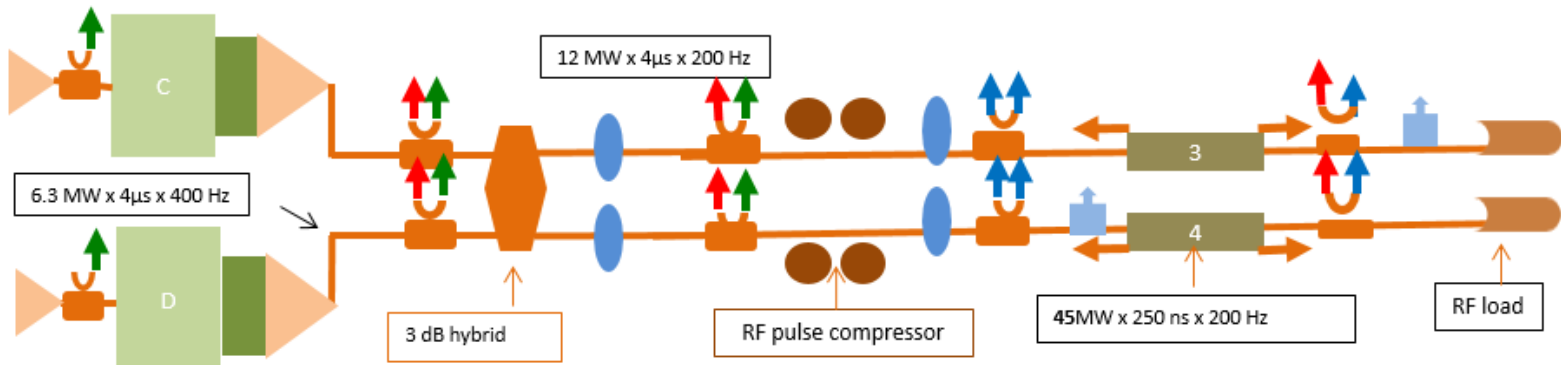 C
12 MW x 4μs x 200 Hz
3
6.3 MW x 4μs x 400 Hz
4
D
3 dB hybrid
RF pulse compressor
45MW x 250 ns x 200 Hz
RF load